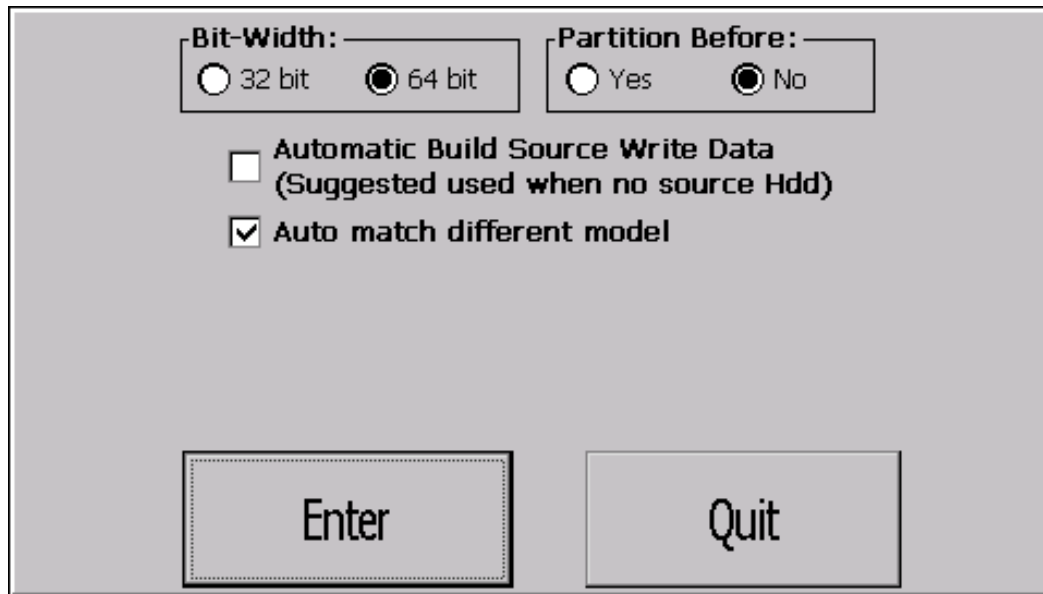 Bit-Width: Partition Before:
32 bit 64 bit Yes No
Automatic Build Source Write Data
(Suggested used when no source Hdd)
Auto match different model
Enter Quit